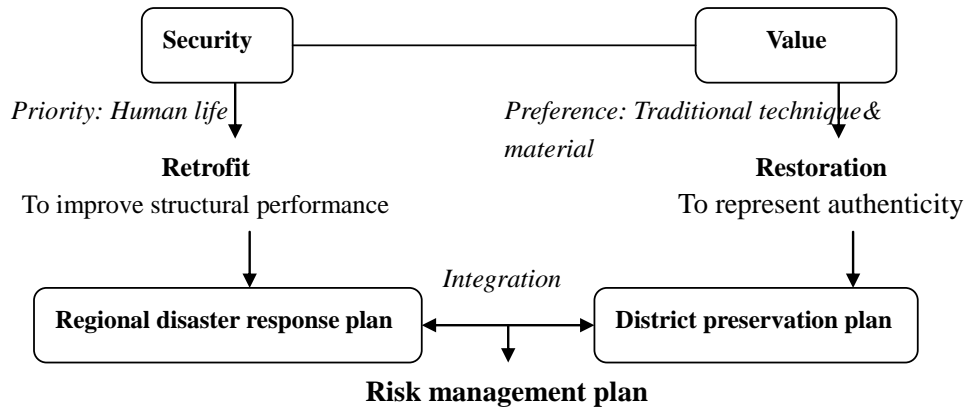 Security
Value
Priority: Human life
Preference: Traditional technique&
material
Retrofit
Restoration
To improve structural performance
To represent authenticity
Integration
Regional disaster response plan
District preservation plan
Risk management plan